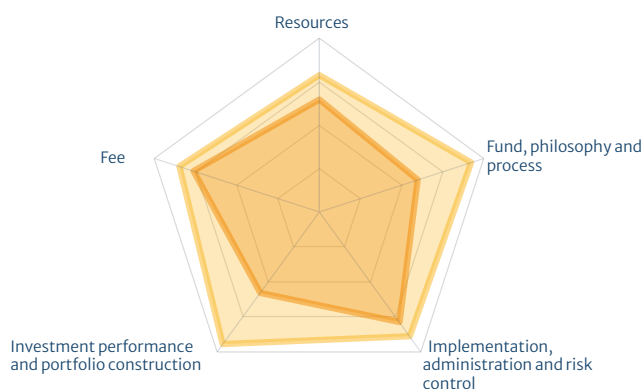 Resources
Fee
Fund, philosophy and
process
Investment performance
and portfolio construction
Implementation,
administration and risk
control